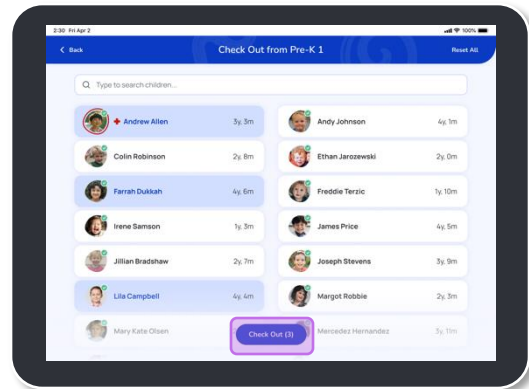 2:30 Fri Apr 2 100%
Back Check Out from Pre-K 1 Reset All
Type to search children...
Andrew Allen 3y, 3m Andy Johnson 4y, 1m
Colin Robinson 2y, 8m Ethan Jarozewski 2y, 0m
Farrah Dukkah 4y, 6m Freddie Terzic 1y, 10m
Irene Samson 1y, 3m James Price 4y, 5m
Jillian Bradshaw 2y, 7m Joseph Stevens 3y, 9m
Lila Campbell 4y, 4m Margot Robbie 2y, 3m
Mary Kate Olsen Check Out (3) Mercedez Hernandez 3y, 11m